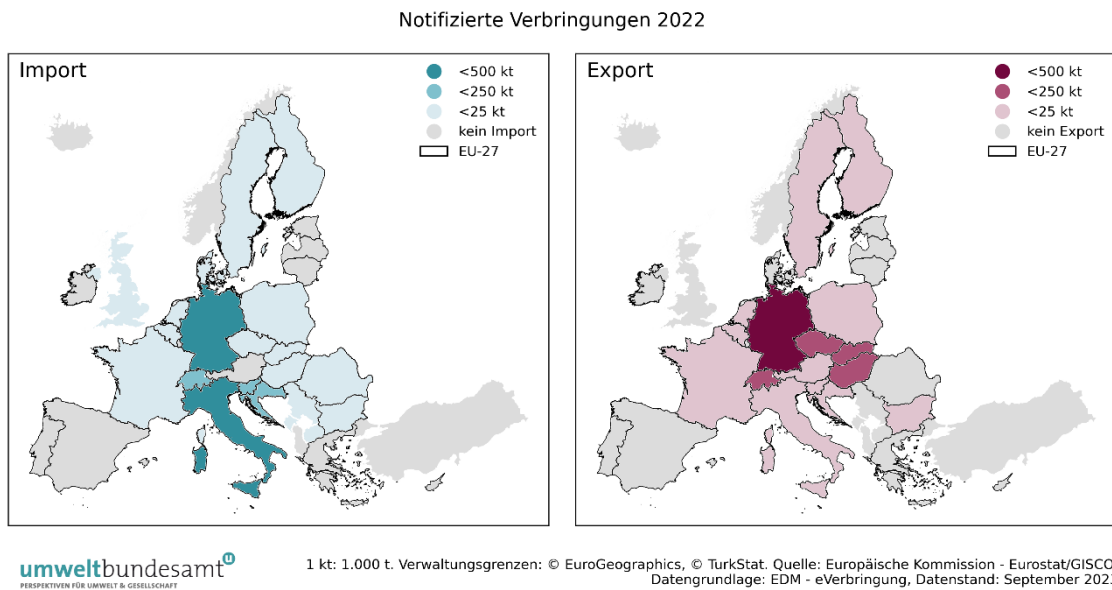 Notifizierte Verbringungen 2022
Import
<500 kt
<250 kt
<25 kt
kein Import
EU-27
Export
<500 kt
<250 kt
<25 kt
kein Export
EU-27
umweltbundesamt u
PERSPEKTIVEN FÜR UMWELT & GESELLSCHAFT
1 kt: 1.000 t. Verwaltungsgrenzen: © EuroGeographics, © TurkStat. Quelle: Europäische Kommission - Eurostat/GISCO
Datengrundlage: EDM - eVerbringung, Datenstand: September